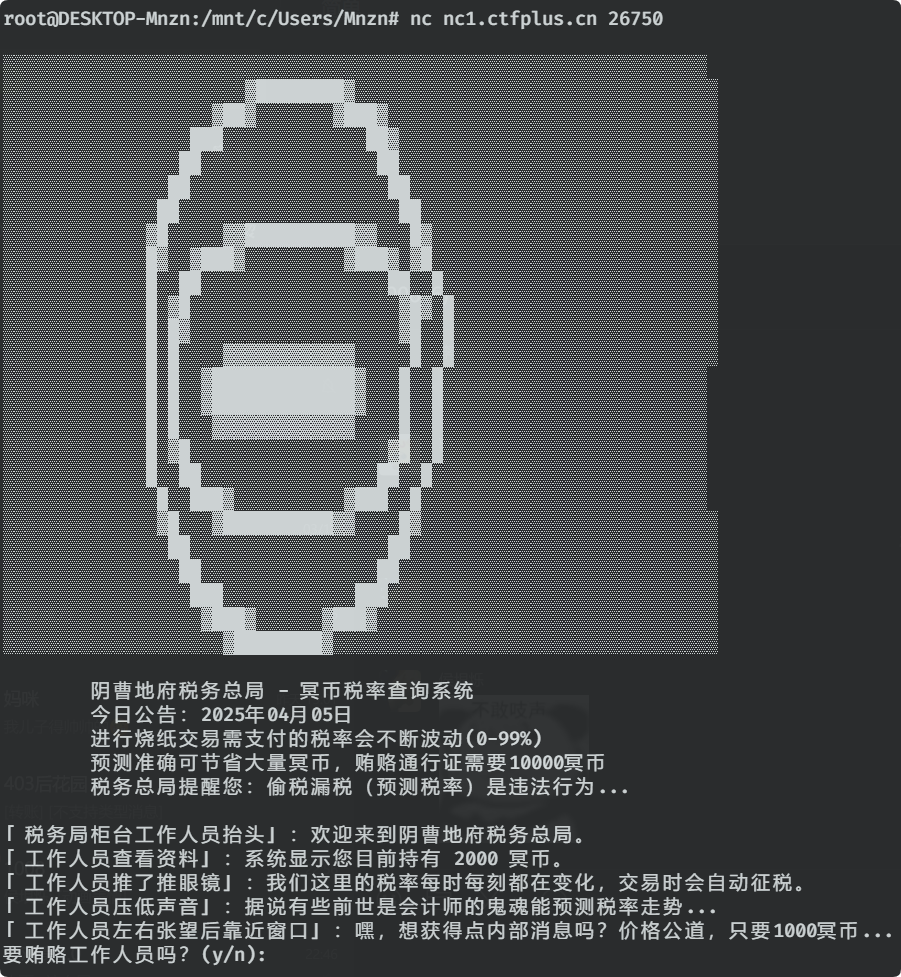 root@DESKTOP-Mnzn:/mnt/c/Users/Mnzn# nc nc1.ctfplus.cn 26750
阴曹地府税务总局 - 冥币税率查询系统
今日公告: 2025年04月05日
进行烧纸交易需支付的税率会不断波动(0-99%)
预测准确可节省大量冥币，贿赂通行证需要10000冥币
税务总局提醒您: 偷税漏税（预测税率）是违法行为...
「 税务局柜台工作人员抬头」: 欢迎来到阴曹地府税务总局。
「 工作人员查看资料」: 系统显示您目前持有 2000 冥币。
「 工作人员推了推眼镜」: 我们这里的税率每时每刻都在变化，交易时会自动征税。
「 工作人员压低声音」: 据说有些前世是会计师的鬼魂能预测税率走势...
「 工作人员左右张望后靠近窗口」: 嘿，想获得点内部消息吗？价格公道，只要1000冥币...
要贿赂工作人员吗？(y/n):